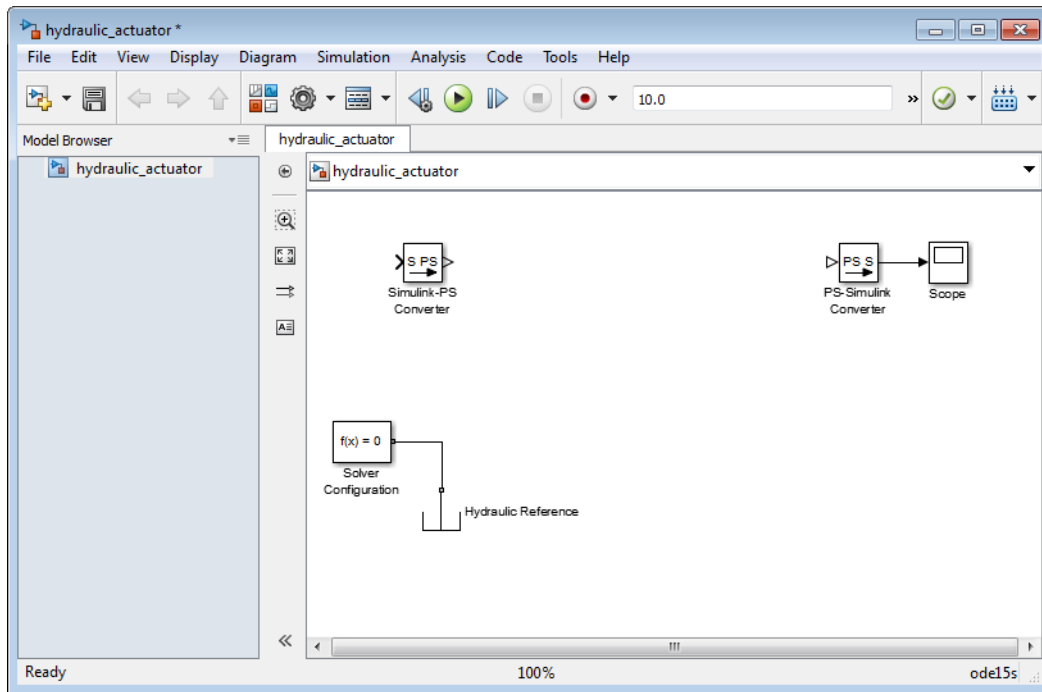 hydraulic_actuator *
File Edit View Display Diagram Simulation Analysis Code Tools Help
10.0 »
Model Browser
hydraulic_actuator
hydraulic_actuator
hydraulic_actuator
S PS
Simulink-PS
Converter
PS S
PS-Simulink
Converter
Scope
f(x) = 0
Solver
Configuration
Hydraulic Reference
Ready 100% ode15s